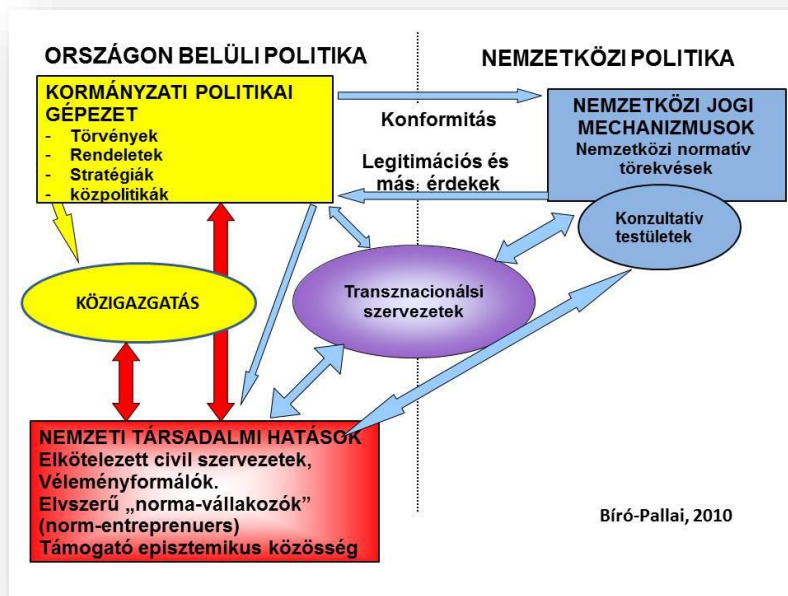 ORSZÁGON BELÜLI POLITIKA
NEMZETKÖZI POLITIKA
KORMÁNYZATI POLITIKAI
GÉPEZET
- Törvények
- Rendeletek
- Stratégiák
- közpolitikák
Konformitás
Legitimációs és
más érdekek
NEMZETKÖZI JOGI
MECHANIZMUSOK
Nemzetközi normatív
törekvések
Konzultatív
testületek
KÖZIGAZGATÁS
Transznacionálsi
szervezetek
NEMZETI TÁRSADALMI HATÁSOK
Elkötelezett civil szervezetek,
Véleményformálók.
Elvszerű „norma-vállakozók”
(norm-entreprenuers)
Támogató episztemikus közösség
Bíró-Pallai, 2010